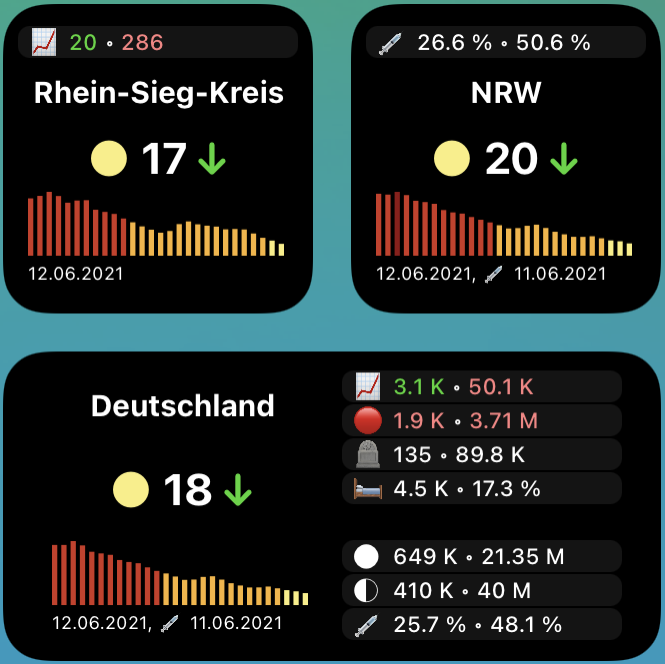 20 ∘ 286
Rhein-Sieg-Kreis
17
12.06.2021
26.6 % ∘ 50.6 %
NRW
20
12.06.2021, 11.06.2021
Deutschland
18
12.06.2021, 11.06.2021
3.1 K ∘ 50.1 K
1.9 K ∘ 3.71 M
135 ∘ 89.8 K
4.5 K ∘ 17.3 %
649 K ∘ 21.35 M
410 K ∘ 40 M
25.7 % ∘ 48.1 %